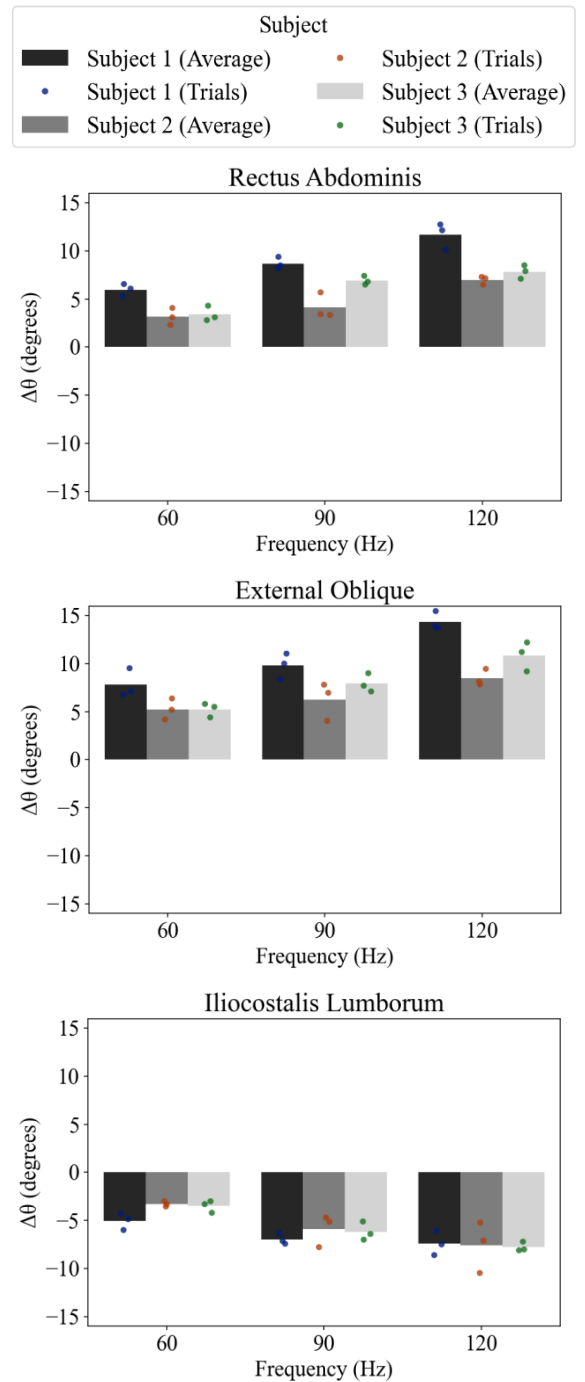 Subject
Subject 1 (Average)
Subject 1 (Trials)
Subject 2 (Average)
Subject 2 (Trials)
Subject 3 (Average)
Subject 3 (Trials)
Rectus Abdominis
15
10
5
0
−5
−10
−15
Δθ (degrees)
60 90 120
Frequency (Hz)
External Oblique
15
10
5
0
−5
−10
−15
Δθ (degrees)
60 90 120
Frequency (Hz)
Iliocostalis Lumborum
15
10
5
0
−5
−10
−15
Δθ (degrees)
60 90 120
Frequency (Hz)